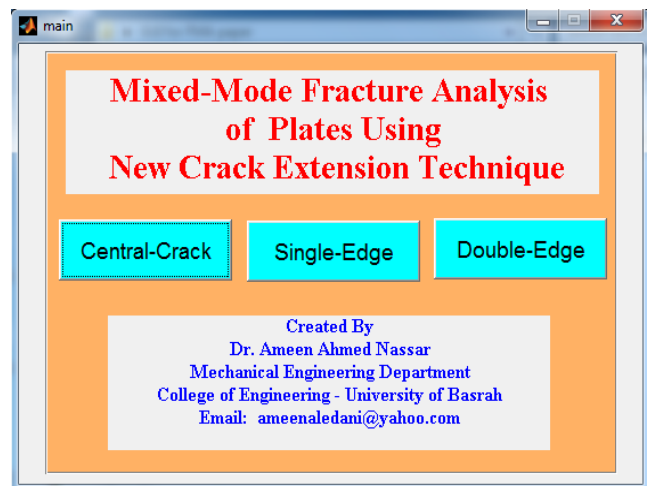 main
Mixed-Mode Fracture Analysis
of Plates Using
New Crack Extension Technique
Central-Crack
Single-Edge
Double-Edge
Created By
Dr. Ameen Ahmed Nassar
Mechanical Engineering Department
College of Engineering - University of Basrah
Email: ameenaledani@yahoo.com